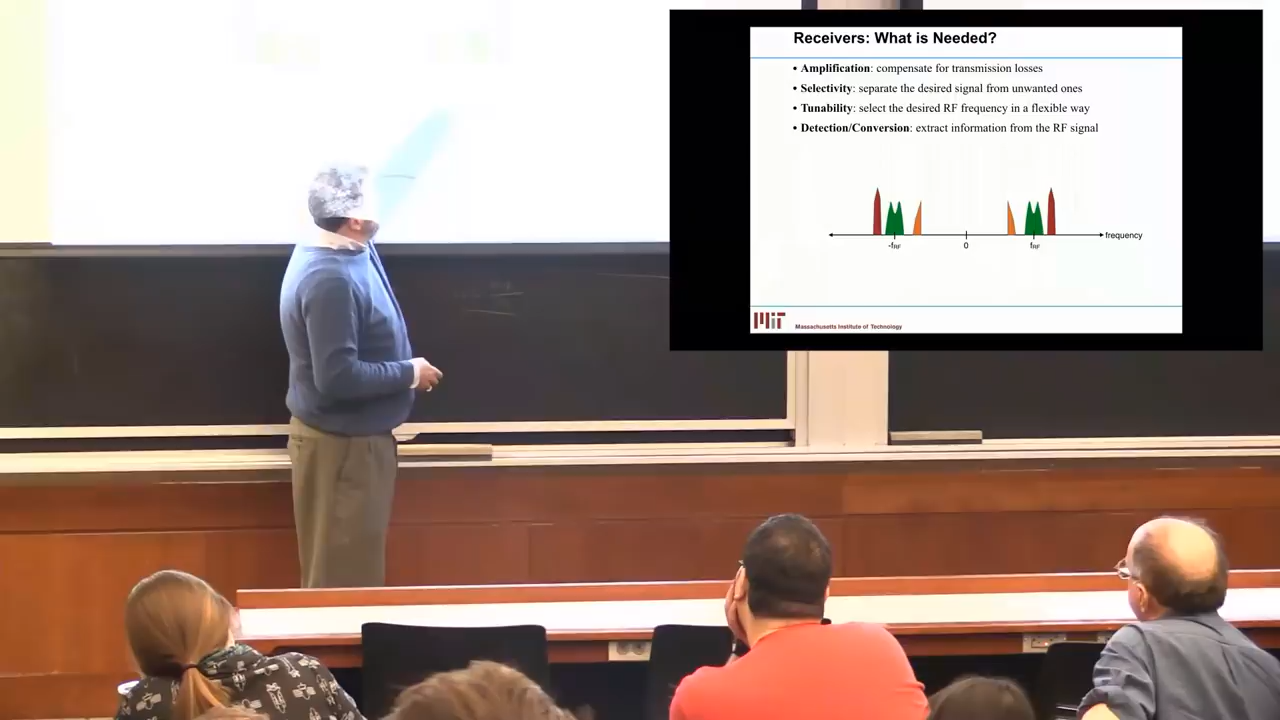 Receivers: What is Needed?
• Amplification: compensate for transmission losses
• Selectivity: separate the desired signal from unwanted ones
• Tunability: select the desired RF frequency in a flexible way
• Detection/Conversion: extract information from the RF signal
frequency
-fRF 0 fRF
MIT Massachusetts Institute of Technology